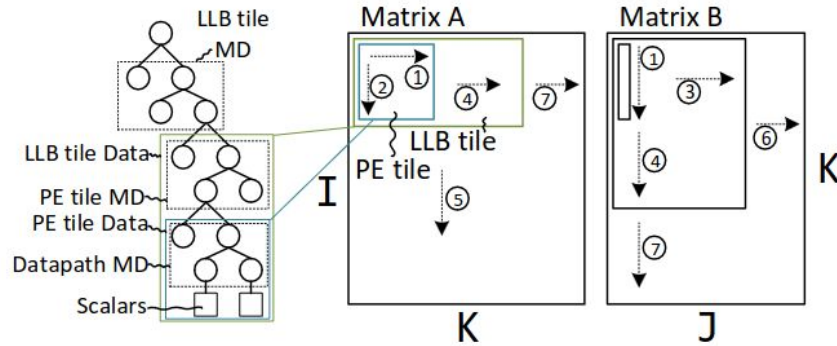 LLB tile
MD
LLB tile Data
PE tile MD
PE tile Data
Datapath MD
Scalars
Matrix A
1
2
4
7
LLB tile
PE tile
5
I
K
Matrix B
1
3
6
4
7
K
J